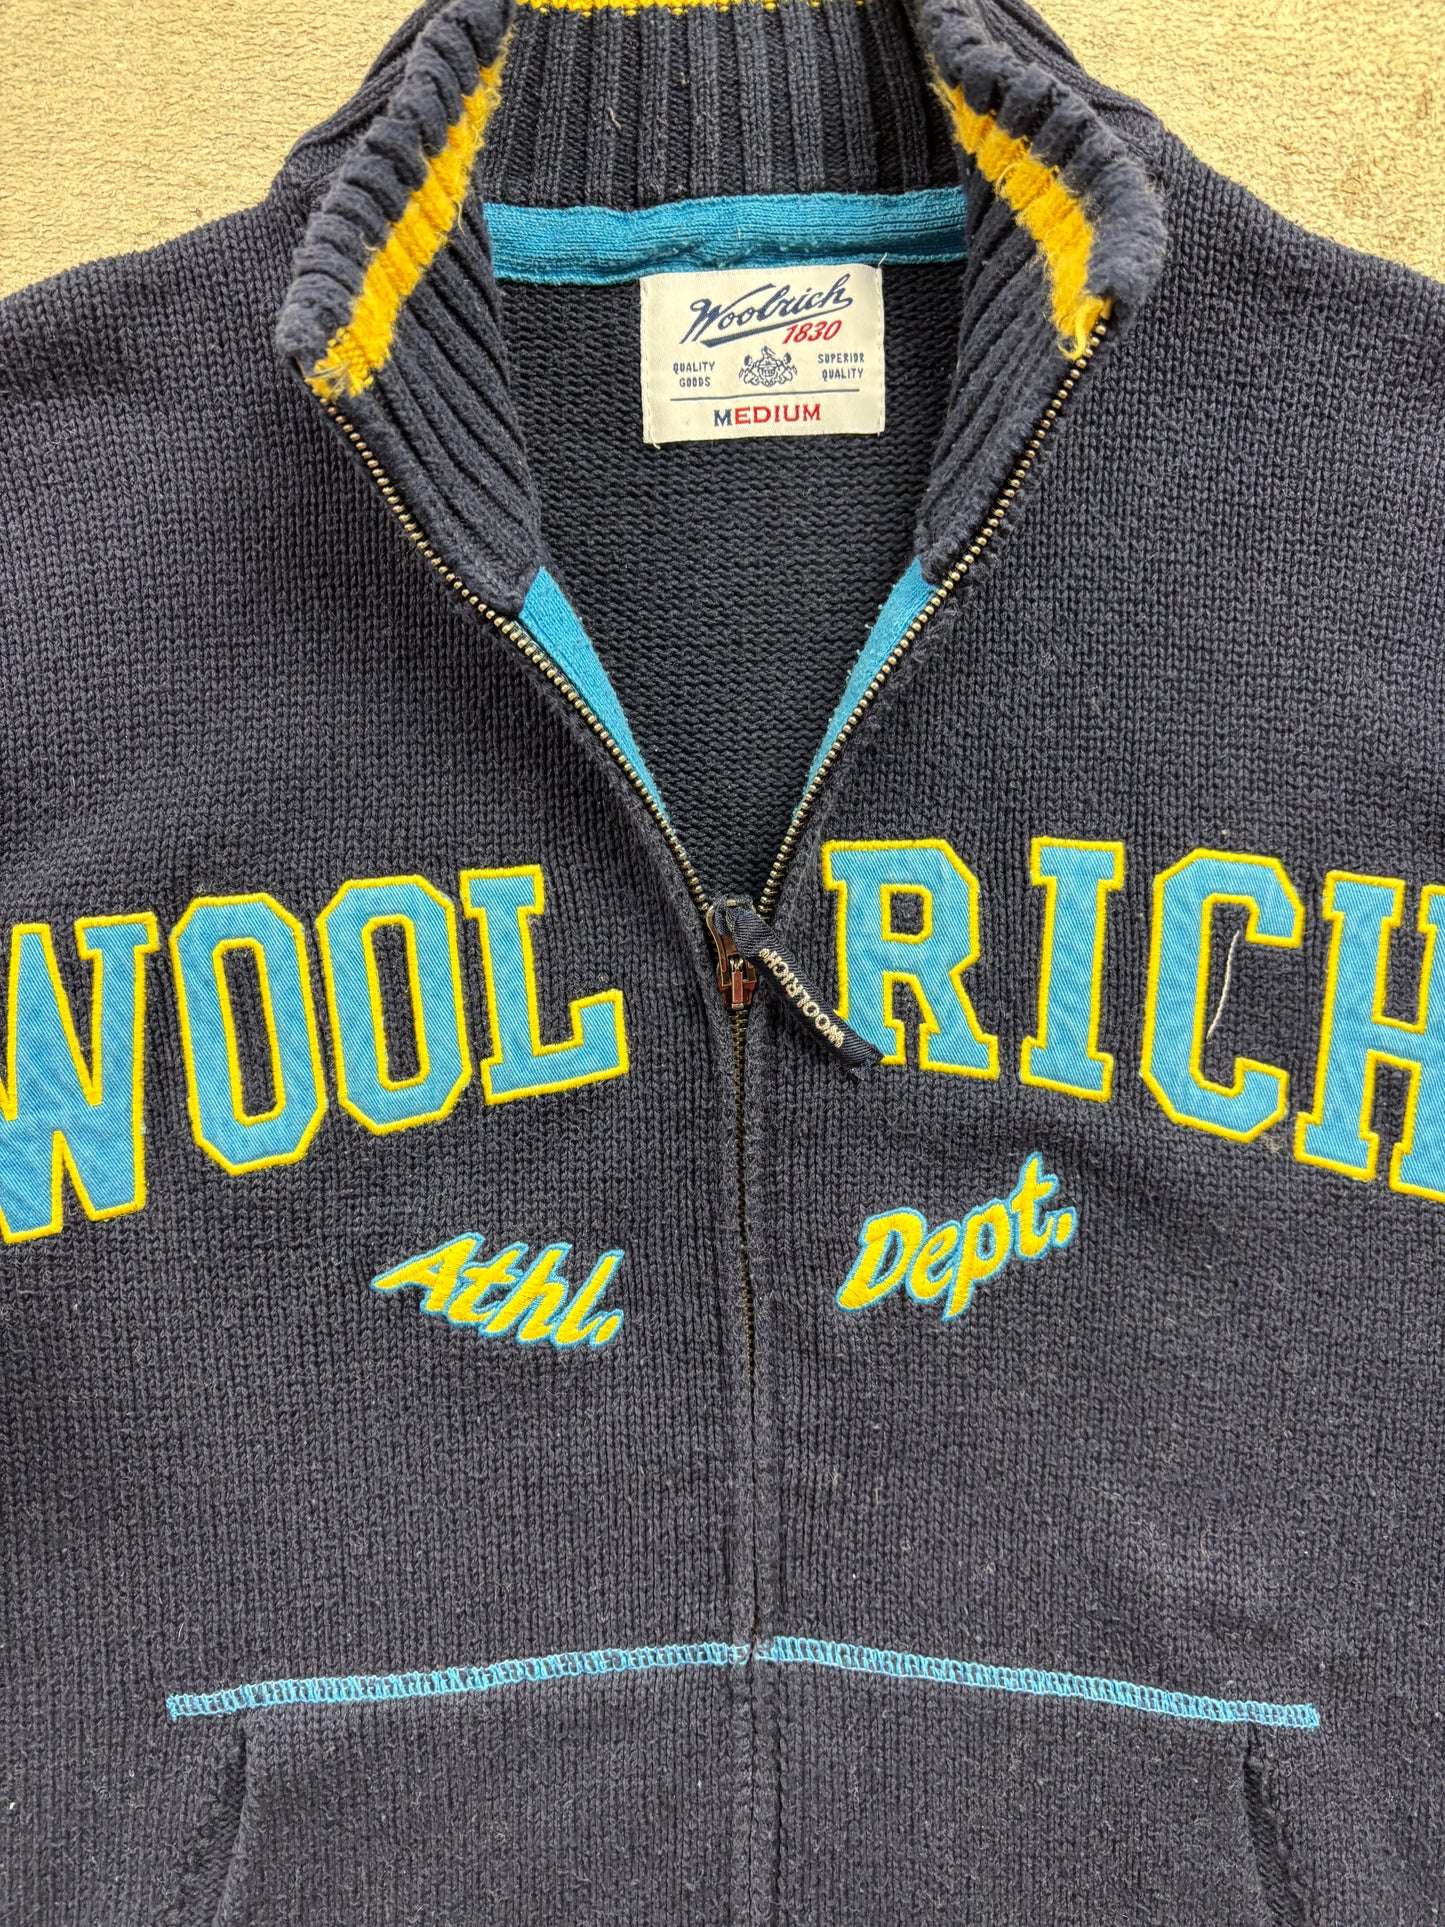 Woolrich
1830
QUALITY GOODS
SUPERIOR QUALITY
MEDIUM
WOOLRICH®
WOOL RICH
Athl. Dept.